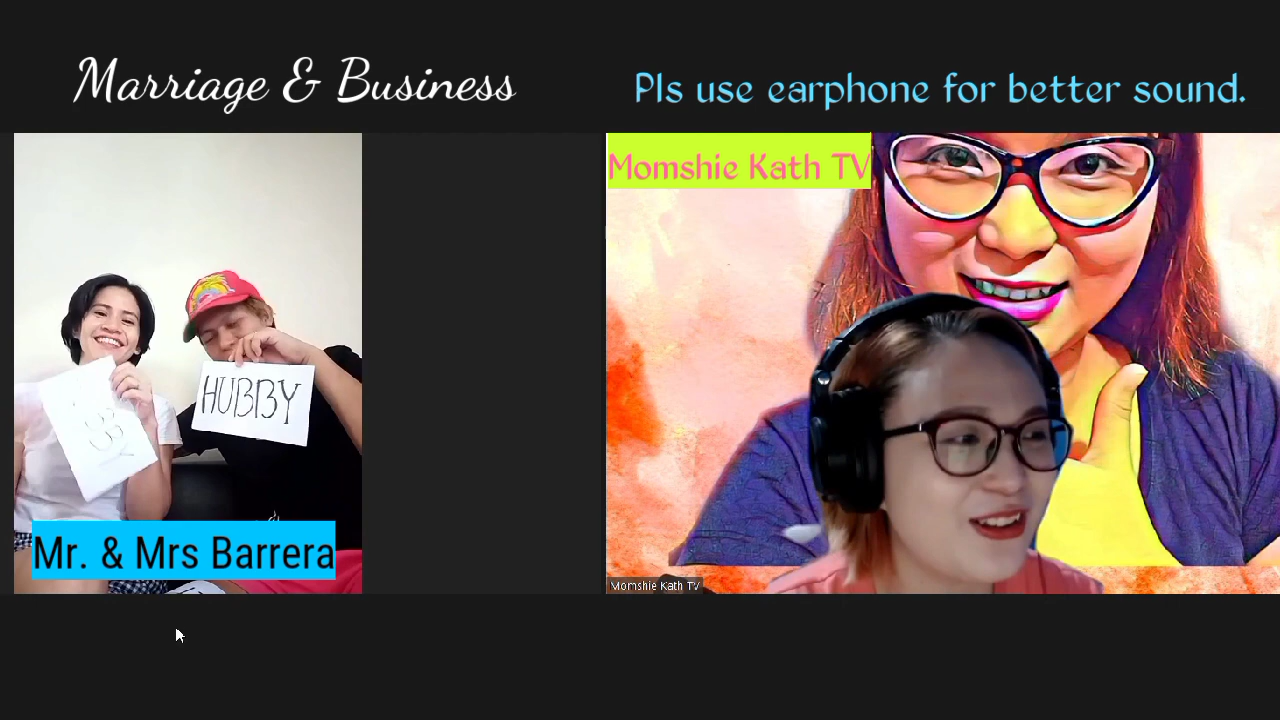 Marriage & Business
Pls use earphone for better sound.
Momshie Kath TV
HUBBY
Mr. & Mrs Barrera
Momshie Kath TV